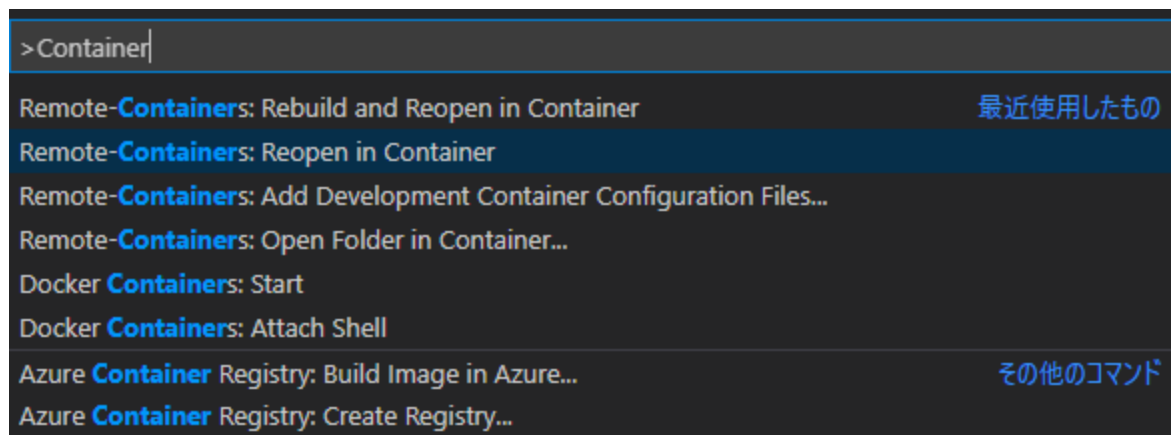 >Container
Remote-Containers: Rebuild and Reopen in Container 最近使用したもの
Remote-Containers: Reopen in Container
Remote-Containers: Add Development Container Configuration Files...
Remote-Containers: Open Folder in Container...
Docker Containers: Start
Docker Containers: Attach Shell
Azure Container Registry: Build Image in Azure... その他のコマンド
Azure Container Registry: Create Registry...